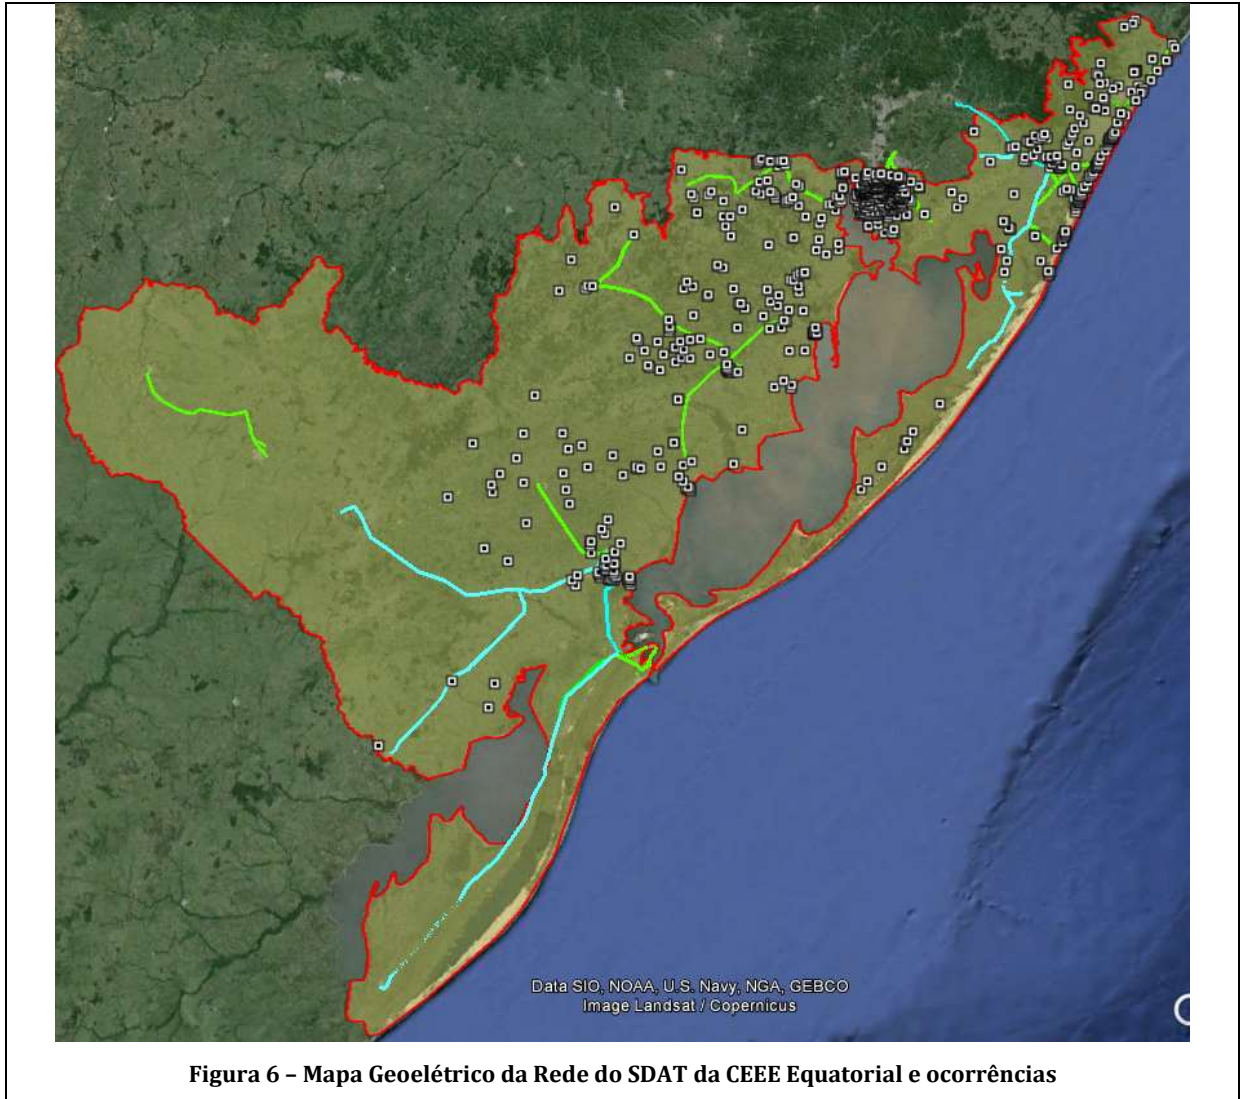 Data SIO, NOAA, U.S. Navy, NGA, GEBCO
Image Landsat / Copernicus
Figura 6 – Mapa Geoelétrico da Rede do SDAT da CEEE Equatorial e ocorrências